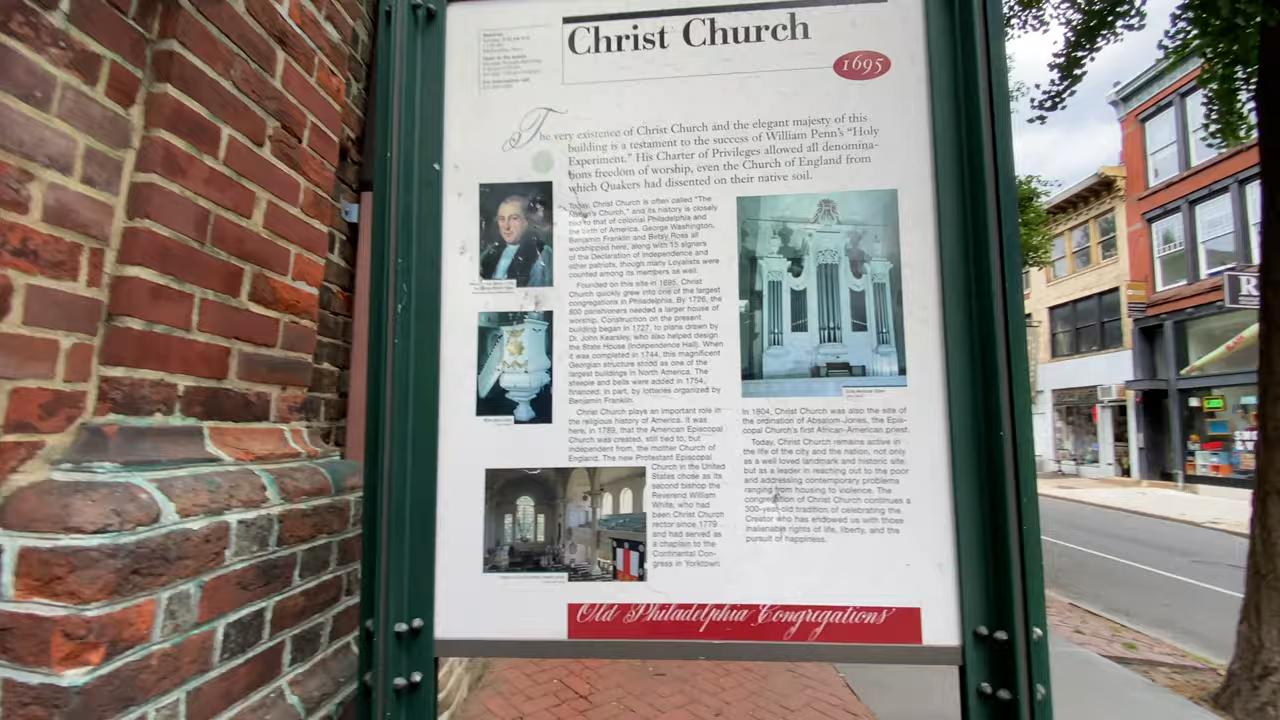 Christ Church
1695
The very existence of Christ Church and the elegant majesty of this
building is a testament to the success of William Penn's "Holy
Experiment." His Charter of Privileges allowed all denomina-
tions freedom of worship, even the Church of England from
which Quakers had dissented on their native soil.
Today, Christ Church is often called "The
Nation's Church," and its history is closely
tied to that of colonial Philadelphia and
the birth of America. George Washington,
Benjamin Franklin and Betsy Ross all
worshipped here, along with 15 signers
of the Declaration of Independence and
other patriots, though many Loyalists were
counted among its members as well.
Founded on this site in 1695, Christ
Church quickly grew into one of the largest
congregations in Philadelphia. By 1726, the
800 parishioners needed a larger house of
worship. Construction on the present
building began in 1727, to plans drawn by
Dr. John Kearsley, who also helped design
the State House (Independence Hall). When
it was completed in 1744, this magnificent
Georgian structure stood as one of the
largest buildings in North America. The
steeple and bells were added in 1754,
financed, in part, by lotteries organized by
Benjamin Franklin.
Christ Church plays an important role in
the religious history of America. It was
here, in 1789, that the American Episcopal
Church was created, still tied to, but
independent from, the mother Church of
England. The new Protestant Episcopal
Church in the United
States chose as its
second bishop the
Reverend William
White, who had
been Christ Church
rector since 1779
and had served as
a chaplain to the
Continental Con-
gress in Yorktown.
In 1804, Christ Church was also the site of
the ordination of Absalom Jones, the Epis-
copal Church's first African-American priest.
Today, Christ Church remains active in
the life of the city and the nation, not only
as a well loved landmark and historic site,
but as a leader in reaching out to the poor
and addressing contemporary problems
ranging from housing to violence. The
congregation of Christ Church continues a
300-year-old tradition of celebrating the
Creator who has endowed us with those
inalienable rights of life, liberty, and the
pursuit of happiness.
Old Philadelphia Congregations
R